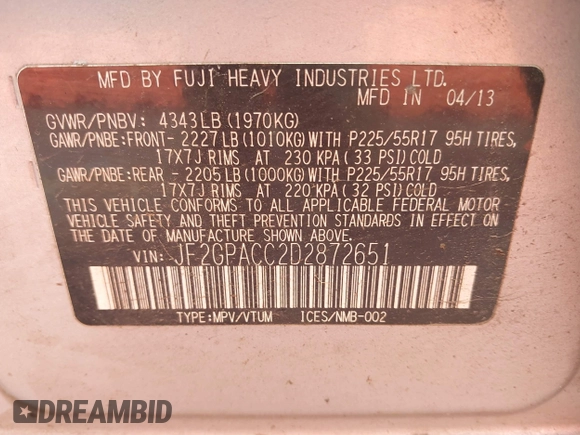 MFD BY FUJI HEAVY INDUSTRIES LTD.
MFD IN 04/13
GVWR/PNBV: 4343LB(1970KG)
GAWR/PNBE:FRONT-2227LB(1010KG)WITH P225/55R17 95H TIRES,
17X7J RIMS AT 230 KPA(33 PSI)COLD
GAWR/PNBE:REAR -2205LB(1000KG)WITH P225/55R17 95H TIRES,
17X7J RIMS AT 220 KPA(32 PSI)COLD
THIS VEHICLE CONFORMS TO ALL APPLICABLE FEDERAL MOTOR
VEHICLE SAFETY AND THEFT PREVENTION STANDARDS IN EFFECT ON
THE DATE OF MANUFACTURE SHOWN ABOVE.
VIN: JF2GPACC2D2872651
TYPE:MPV/VTUM ICES/NMB-002
DREAMBID